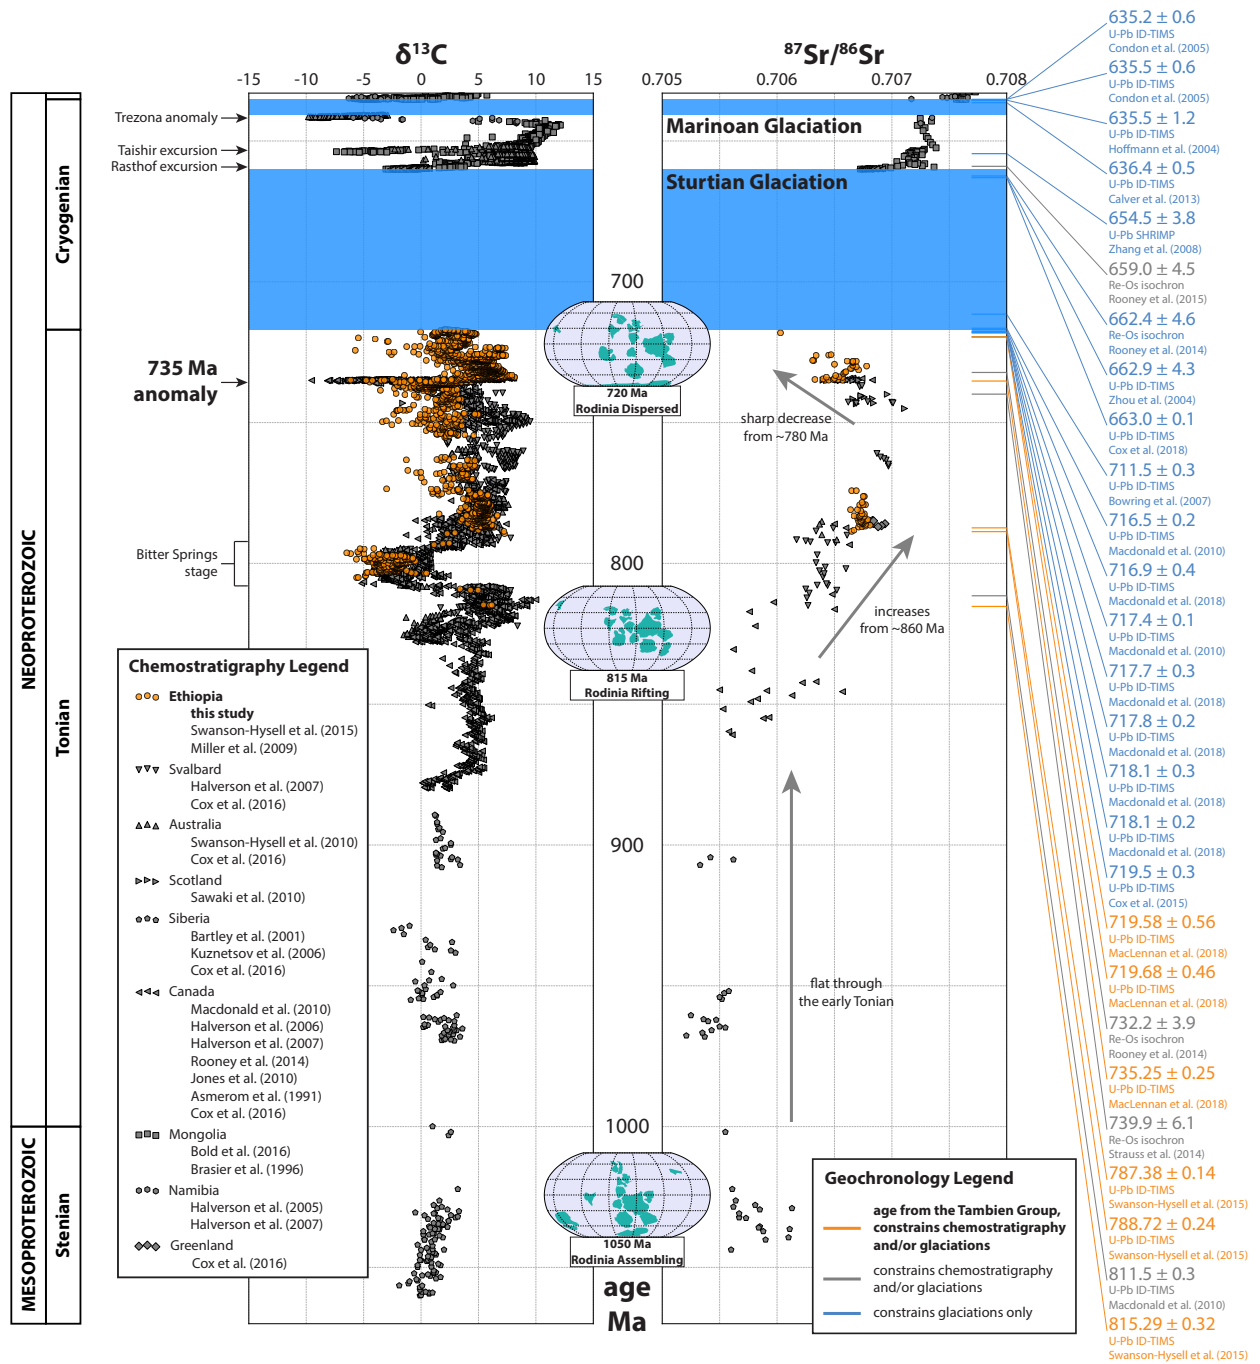 δ13C
87Sr/86Sr
-15 -10 -5 0 5 10 15
0.705 0.706 0.707 0.708
NEOPROTEROZOIC
MESOPROTEROZOIC
Cryogenian
Tonian
Stenian
Trezona anomaly
Taishir excursion
Rasthof excursion
735 Ma
anomaly
Bitter Springs
stage
Marinoan Glaciation
Sturtian Glaciation
700
720 Ma
Rodinia Dispersed
sharp decrease
from ~780 Ma
800
815 Ma
Rodinia Rifting
increases
from ~860 Ma
900
flat through
the early Tonian
1000
1050 Ma
Rodinia Assembling
age
Ma
Chemostratigraphy Legend
Ethiopia
this study
Swanson-Hysell et al. (2015)
Miller et al. (2009)
Svalbard
Halverson et al. (2007)
Cox et al. (2016)
Australia
Swanson-Hysell et al. (2010)
Cox et al. (2016)
Scotland
Sawaki et al. (2010)
Siberia
Bartley et al. (2001)
Kuznetsov et al. (2006)
Cox et al. (2016)
Canada
Macdonald et al. (2010)
Halverson et al. (2006)
Halverson et al. (2007)
Rooney et al. (2014)
Jones et al. (2010)
Asmerom et al. (1991)
Cox et al. (2016)
Mongolia
Bold et al. (2016)
Brasier et al. (1996)
Namibia
Halverson et al. (2005)
Halverson et al. (2007)
Greenland
Cox et al. (2016)
Geochronology Legend
age from the Tambien Group,
constrains chemostratigraphy
and/or glaciations
constrains chemostratigraphy
and/or glaciations
constrains glaciations only
635.2 ± 0.6
U-Pb ID-TIMS
Condon et al. (2005)
635.5 ± 0.6
U-Pb ID-TIMS
Condon et al. (2005)
635.5 ± 1.2
U-Pb ID-TIMS
Hoffmann et al. (2004)
636.4 ± 0.5
U-Pb ID-TIMS
Calver et al. (2013)
654.5 ± 3.8
U-Pb SHRIMP
Zhang et al. (2008)
659.0 ± 4.5
Re-Os isochron
Rooney et al. (2015)
662.4 ± 4.6
Re-Os isochron
Rooney et al. (2014)
662.9 ± 4.3
U-Pb ID-TIMS
Zhou et al. (2004)
663.0 ± 0.1
U-Pb ID-TIMS
Cox et al. (2018)
711.5 ± 0.3
U-Pb ID-TIMS
Bowring et al. (2007)
716.5 ± 0.2
U-Pb ID-TIMS
Macdonald et al. (2010)
716.9 ± 0.4
U-Pb ID-TIMS
Macdonald et al. (2018)
717.4 ± 0.1
U-Pb ID-TIMS
Macdonald et al. (2010)
717.7 ± 0.3
U-Pb ID-TIMS
Macdonald et al. (2018)
717.8 ± 0.2
U-Pb ID-TIMS
Macdonald et al. (2018)
718.1 ± 0.3
U-Pb ID-TIMS
Macdonald et al. (2018)
718.1 ± 0.2
U-Pb ID-TIMS
Macdonald et al. (2018)
719.5 ± 0.3
U-Pb ID-TIMS
Cox et al. (2015)
719.58 ± 0.56
U-Pb ID-TIMS
MacLennan et al. (2018)
719.68 ± 0.46
U-Pb ID-TIMS
MacLennan et al. (2018)
732.2 ± 3.9
Re-Os isochron
Rooney et al. (2014)
735.25 ± 0.25
U-Pb ID-TIMS
MacLennan et al. (2018)
739.9 ± 6.1
Re-Os isochron
Strauss et al. (2014)
787.38 ± 0.14
U-Pb ID-TIMS
Swanson-Hysell et al. (2015)
788.72 ± 0.24
U-Pb ID-TIMS
Swanson-Hysell et al. (2015)
811.5 ± 0.3
U-Pb ID-TIMS
Macdonald et al. (2010)
815.29 ± 0.32
U-Pb ID-TIMS
Swanson-Hysell et al. (2015)